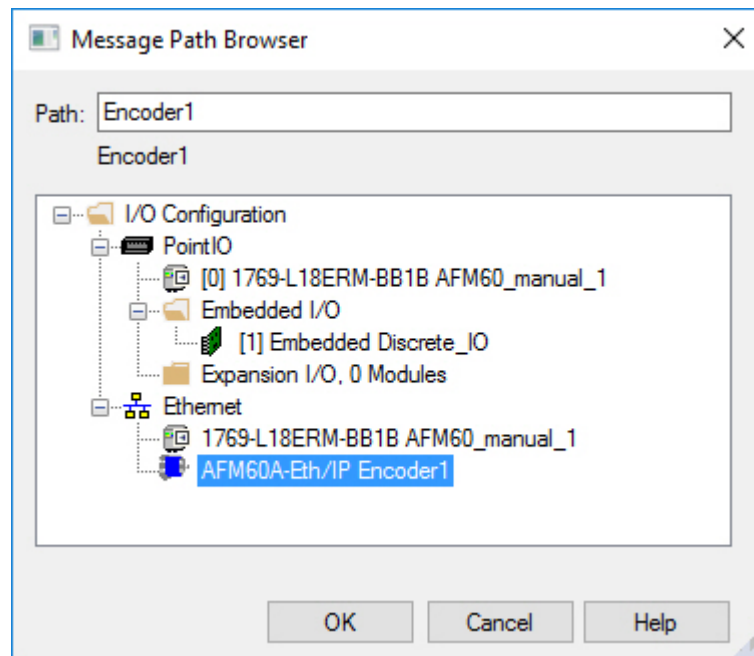 Message Path Browser
Path: Encoder1
Encoder1
I/O Configuration
PointIO
[0] 1769-L18ERM-BB1B AFM60_manual_1
Embedded I/O
[1] Embedded Discrete_IO
Expansion I/O, 0 Modules
Ethernet
1769-L18ERM-BB1B AFM60_manual_1
AFM60A-Eth/IP Encoder1
OK Cancel Help